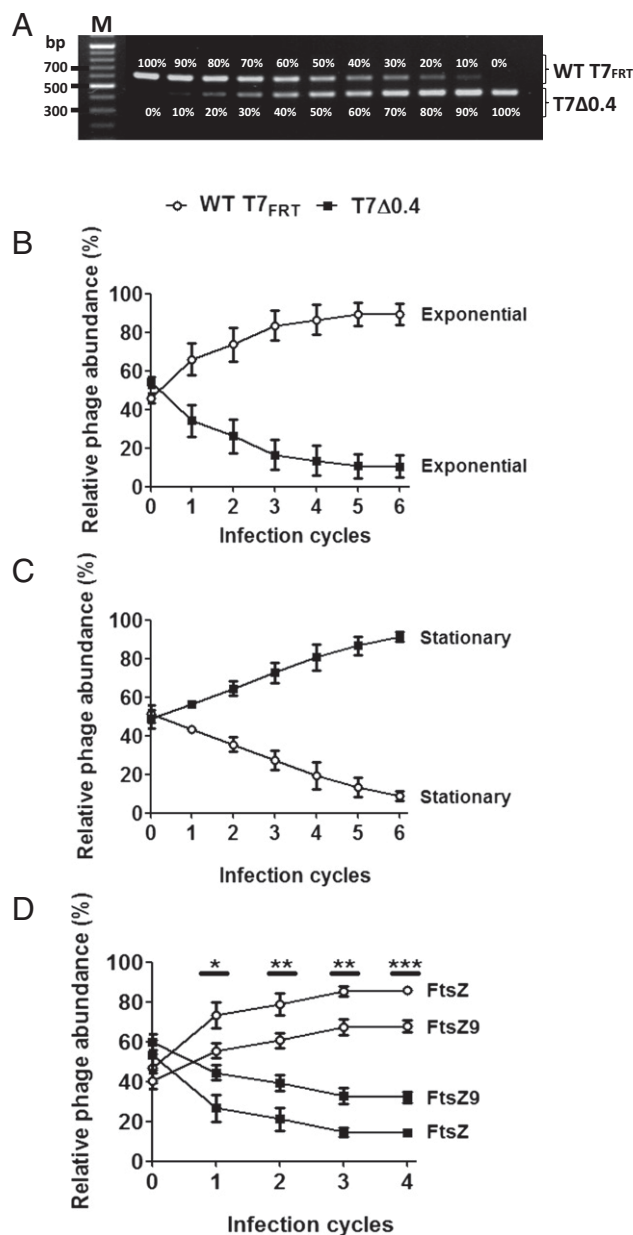 A
M
bp
700
500
300
100% 90% 80% 70% 60% 50% 40% 30% 20% 10% 0%
WT T7FRT
0% 10% 20% 30% 40% 50% 60% 70% 80% 90% 100%
T7Δ0.4
WT T7FRT T7Δ0.4
B
Relative phage abundance (%)
100
80
60
40
20
0
Exponential
Exponential
0 1 2 3 4 5 6
Infection cycles
C
Relative phage abundance (%)
100
80
60
40
20
0
Stationary
Stationary
0 1 2 3 4 5 6
Infection cycles
D
Relative phage abundance (%)
100
80
60
40
20
0
* ** ** ***
FtsZ
FtsZ9
FtsZ9
FtsZ
0 1 2 3 4
Infection cycles